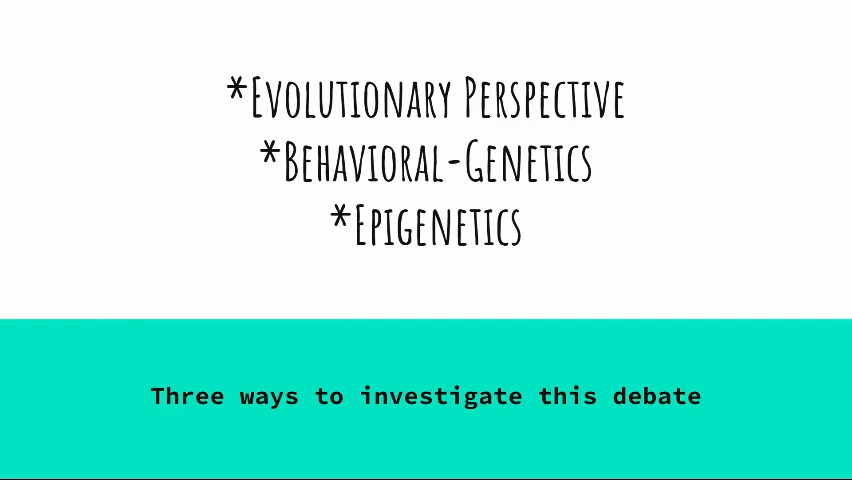 *Evolutionary Perspective
*Behavioral-Genetics
*Epigenetics
Three ways to investigate this debate